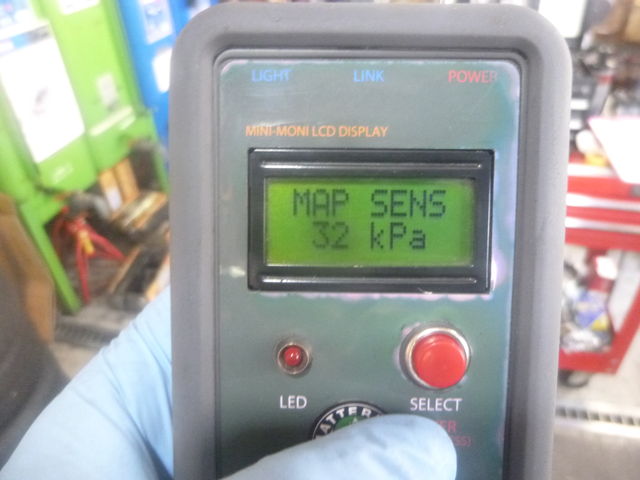 LIGHT LINK POWER
MINI-MONI LCD DISPLAY
MAP SENS
32 kPa
LED SELECT